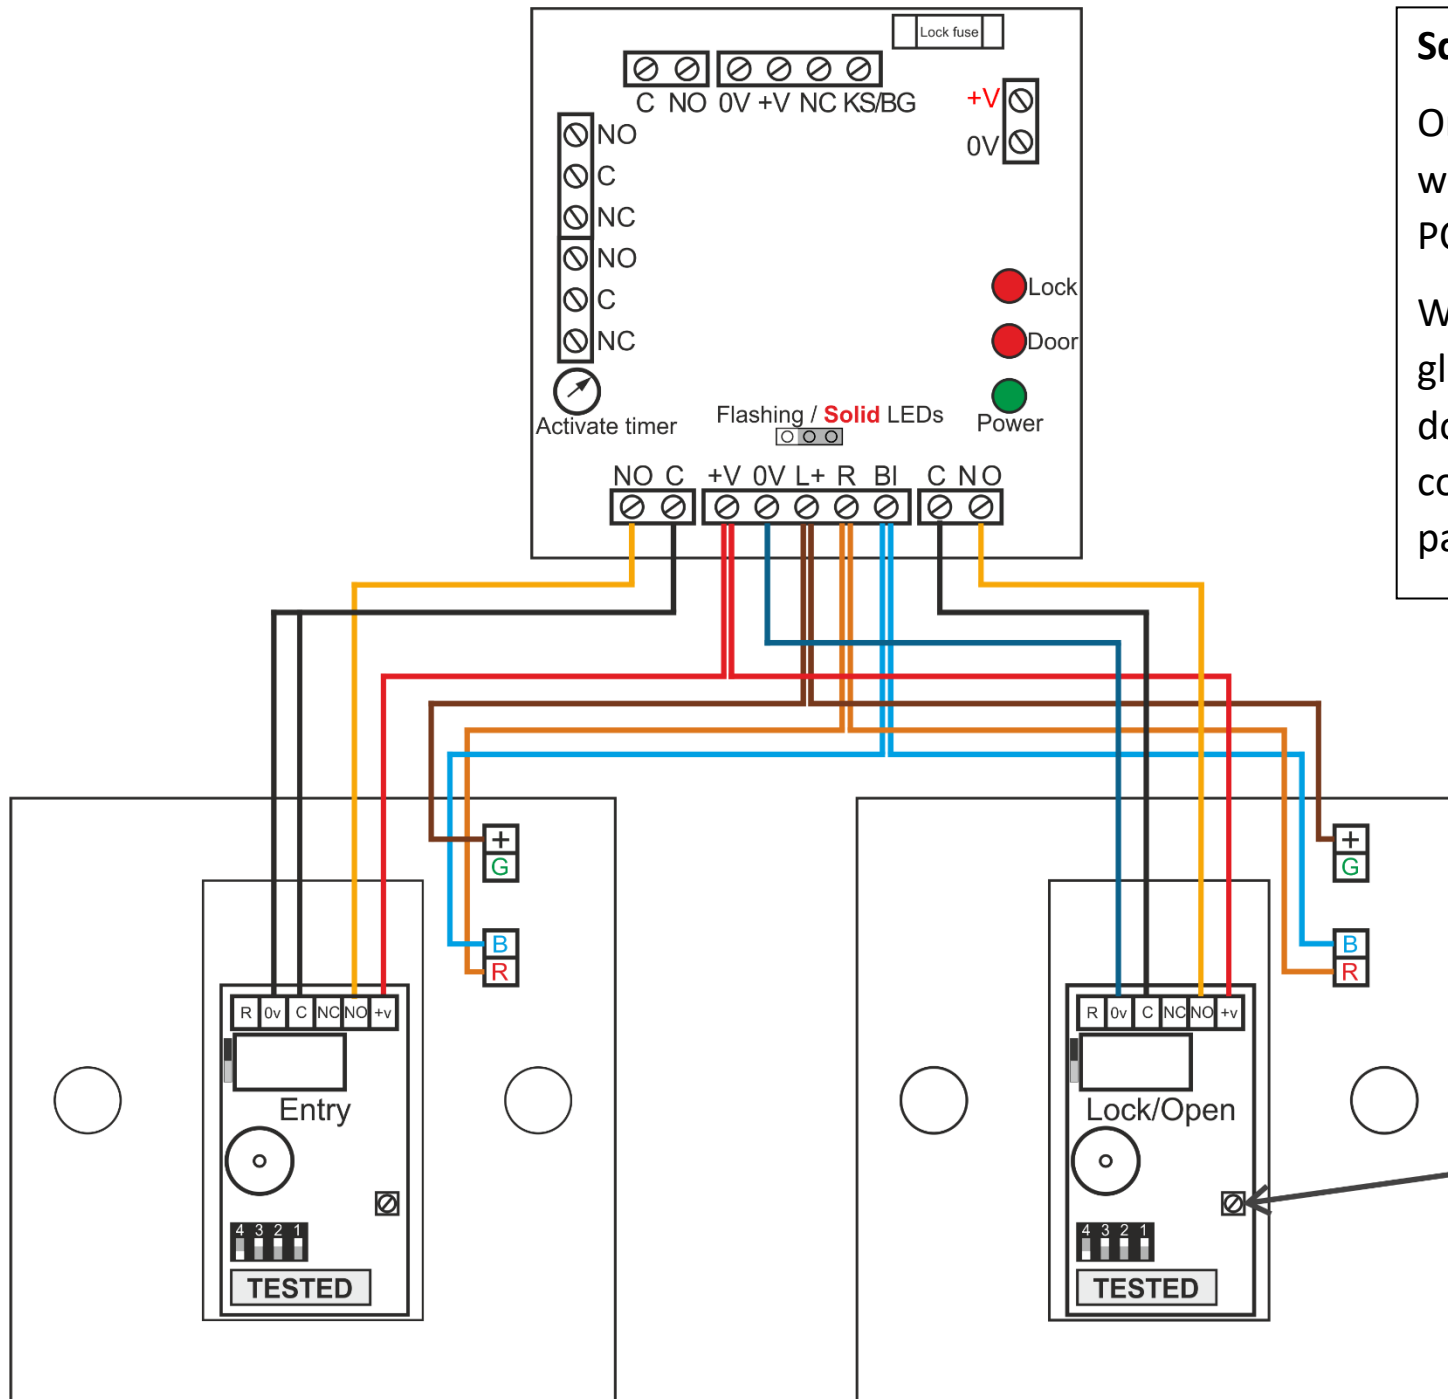 Lock fuse
C NO 0V +V NC KS/BG
+V
0V
NO
C
NC
NO
C
NC
Lock
Door
Power
Activate timer
Flashing / Solid LEDs
NO C +V 0V L+ R Bl C NO
+
G
B
R
R 0v C NC NO +v
Entry
4 3 2 1
TESTED
+
G
B
R
R 0v C NC NO +v
Lock/Open
4 3 2 1
TESTED